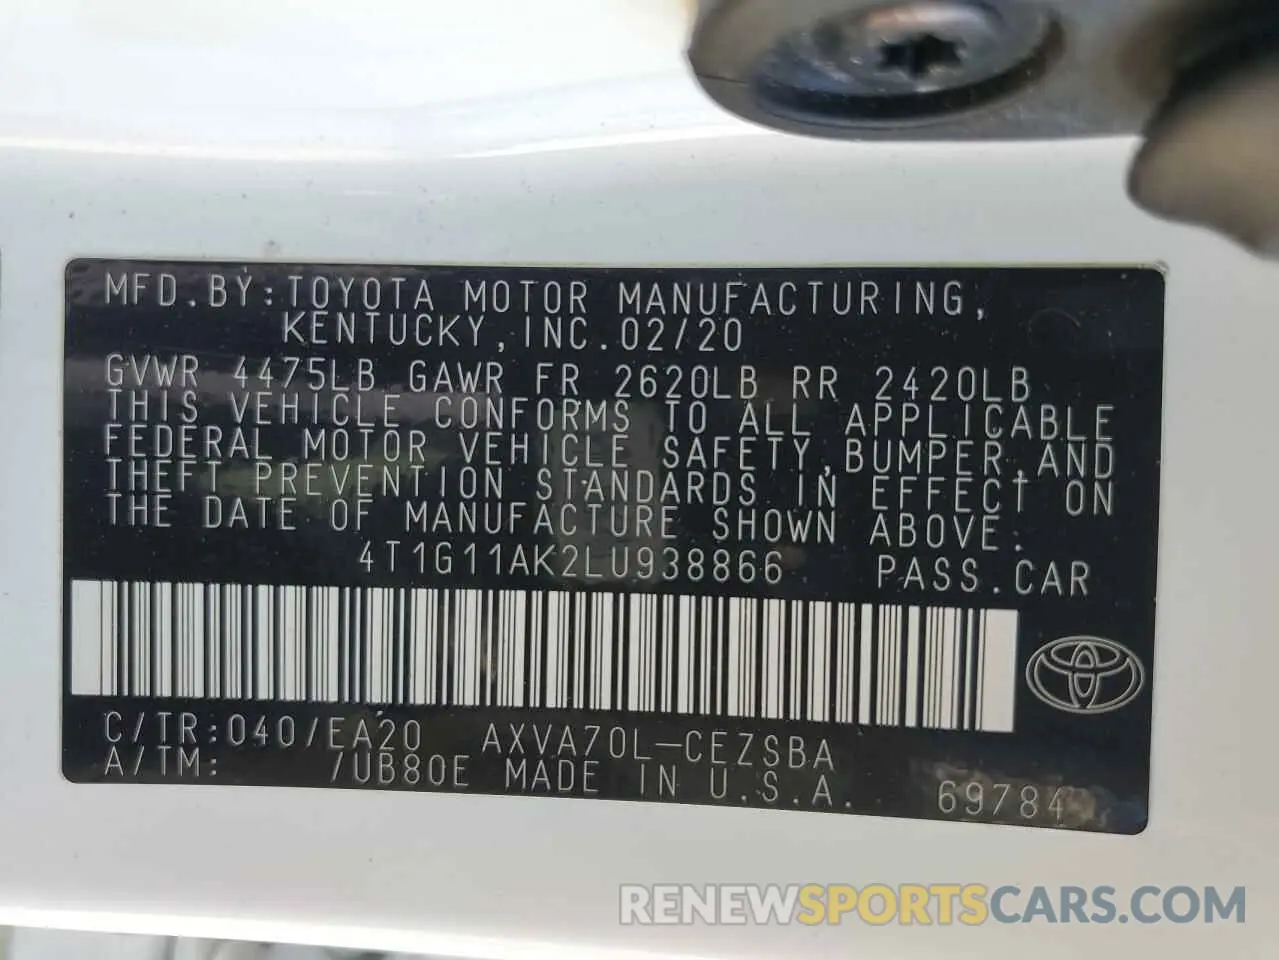 MFD.BY:TOYOTA MOTOR MANUFACTURING,
KENTUCKY,INC.02/20
GVWR 4475LB GAWR FR 2620LB RR 2420LB
THIS VEHICLE CONFORMS TO ALL APPLICABLE
FEDERAL MOTOR VEHICLE SAFETY,BUMPER,AND
THEFT PREVENTION STANDARDS IN EFFECT ON
THE DATE OF MANUFACTURE SHOWN ABOVE.
4T1G11AK2LU938866 PASS.CAR
C/TR:040/EA20 AXVA70L-CEZSBA
A/TM: /UB80E MADE IN U.S.A. 69784
RENEWSPORTSCARS.COM